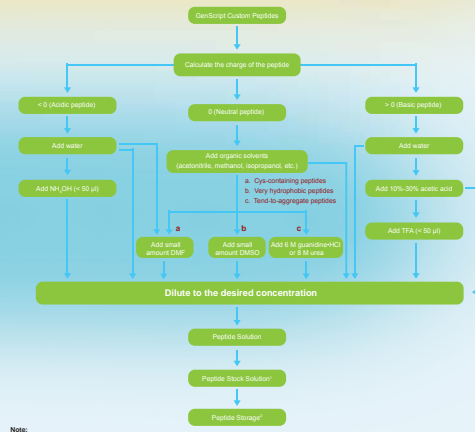 GenScript Custom Peptides
Calculate the charge of the peptide
< 0 (Acidic peptide)
0 (Neutral peptide)
> 0 (Basic peptide)
Add water
Add organic solvents
(acetonitrile, methanol, isopropanol, etc.)
Add water
a. Cys-containing peptides
b. Very hydrophobic peptides
c. Tend-to-aggregate peptides
Add NH₄OH (< 50 µl)
Add 10%-30% acetic acid
a
b
c
Add small
amount DMF
Add small
amount DMSO
Add 6 M guanidine•HCl
or 8 M urea
Add TFA (< 50 µl)
Dilute to the desired concentration
Peptide Solution
Peptide Stock Solution¹
Peptide Storage²
Note: